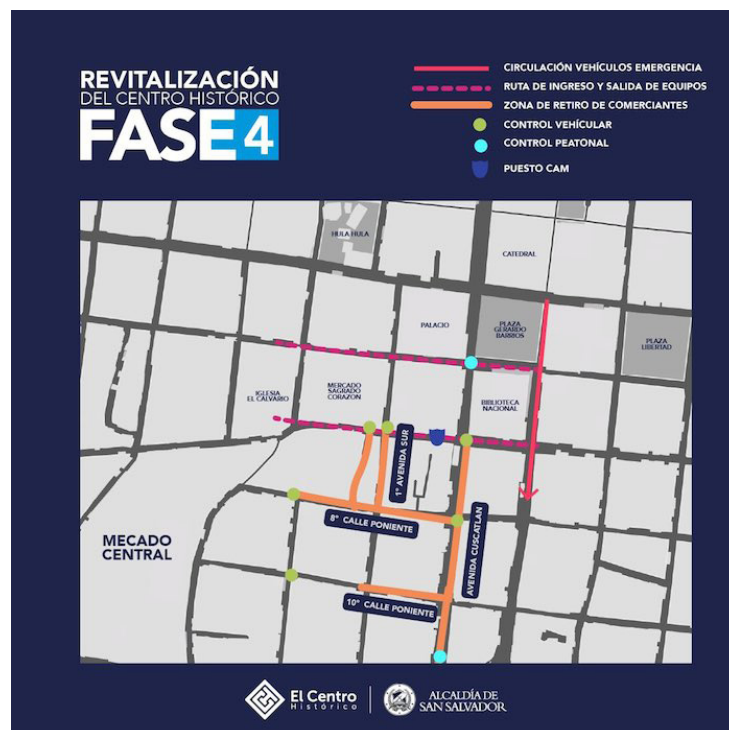 REVITALIZACIÓN
DEL CENTRO HISTÓRICO
FASE 4
CIRCULACIÓN VEHÍCULOS EMERGENCIA
RUTA DE INGRESO Y SALIDA DE EQUIPOS
ZONA DE RETIRO DE COMERCIANTES
CONTROL VEHÍCULAR
CONTROL PEATONAL
PUESTO CAM
HULA HULA
CATEDRAL
PALACIO
PLAZA
GERARDO
BARRIOS
PLAZA
LIBERTAD
IGLESIA
EL CALVARIO
MERCADO
SAGRADO
CORAZON
BIBLIOTECA
NACIONAL
1° AVENIDA SUR
8° CALLE PONIENTE
AVENIDA CUSCATLAN
MECADO
CENTRAL
10° CALLE PONIENTE
El Centro
Histórico
ALCALDÍA DE
SAN SALVADOR